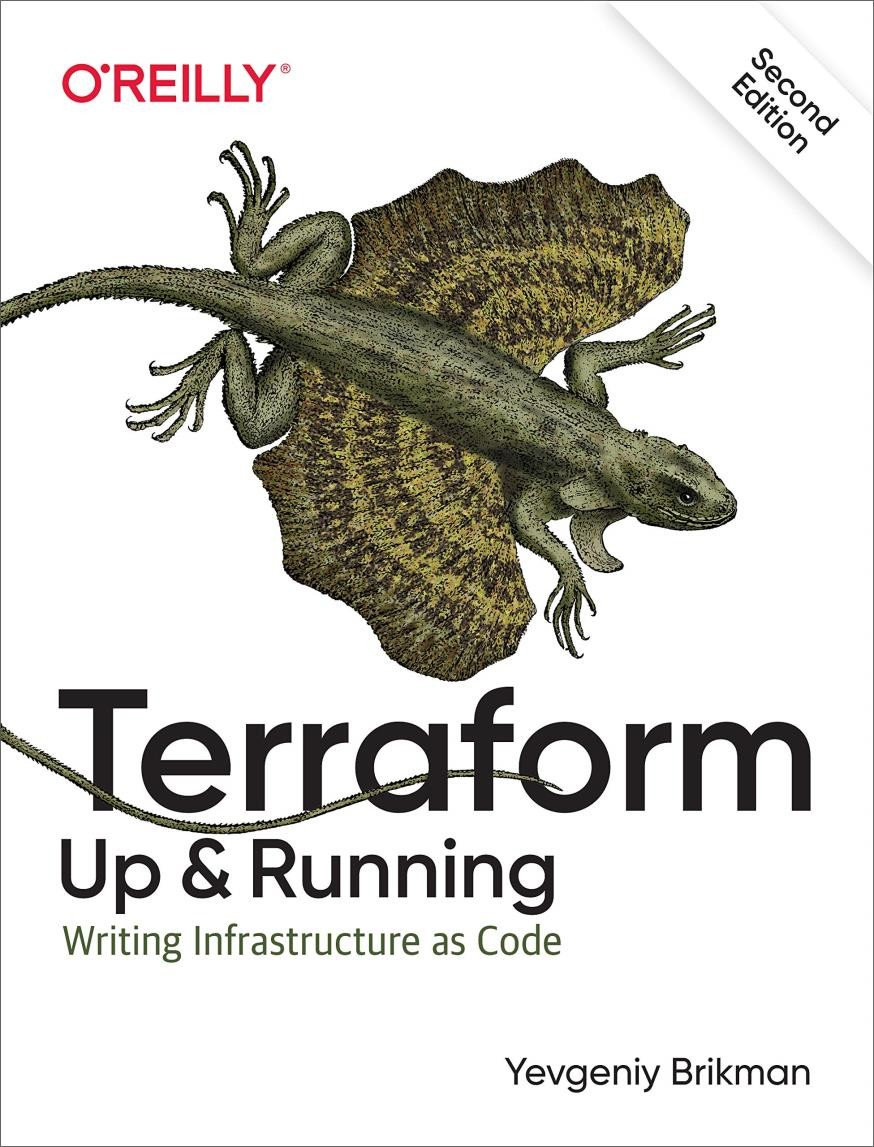 O'REILLY®
Second
Edition
Terraform
Up & Running
Writing Infrastructure as Code
Yevgeniy Brikman